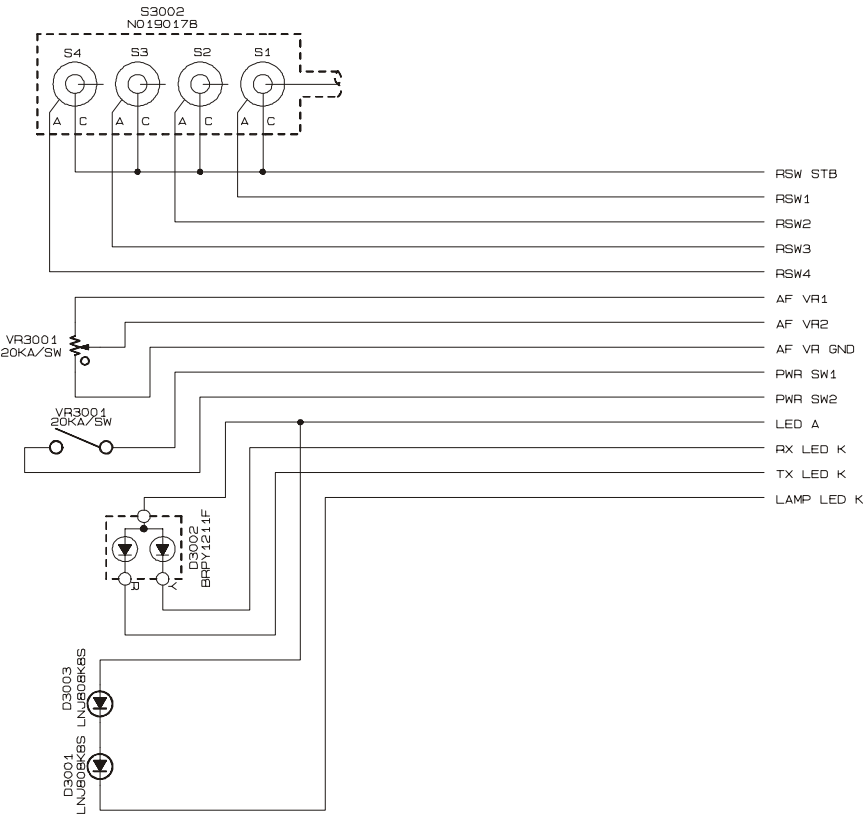 S3002
N019017B
S4 S3 S2 S1
A C A C A C A C
RSW STB
RSW1
RSW2
RSW3
RSW4
AF VR1
VR3001
20KA/SW
AF VR2
AF VR GND
PWR SW1
PWR SW2
VR3001
20KA/SW
LED A
RX LED K
TX LED K
LAMP LED K
D3002
BRPY1211F
R Y
D3003
LNJ808K8S
D3001
LNJ808K8S